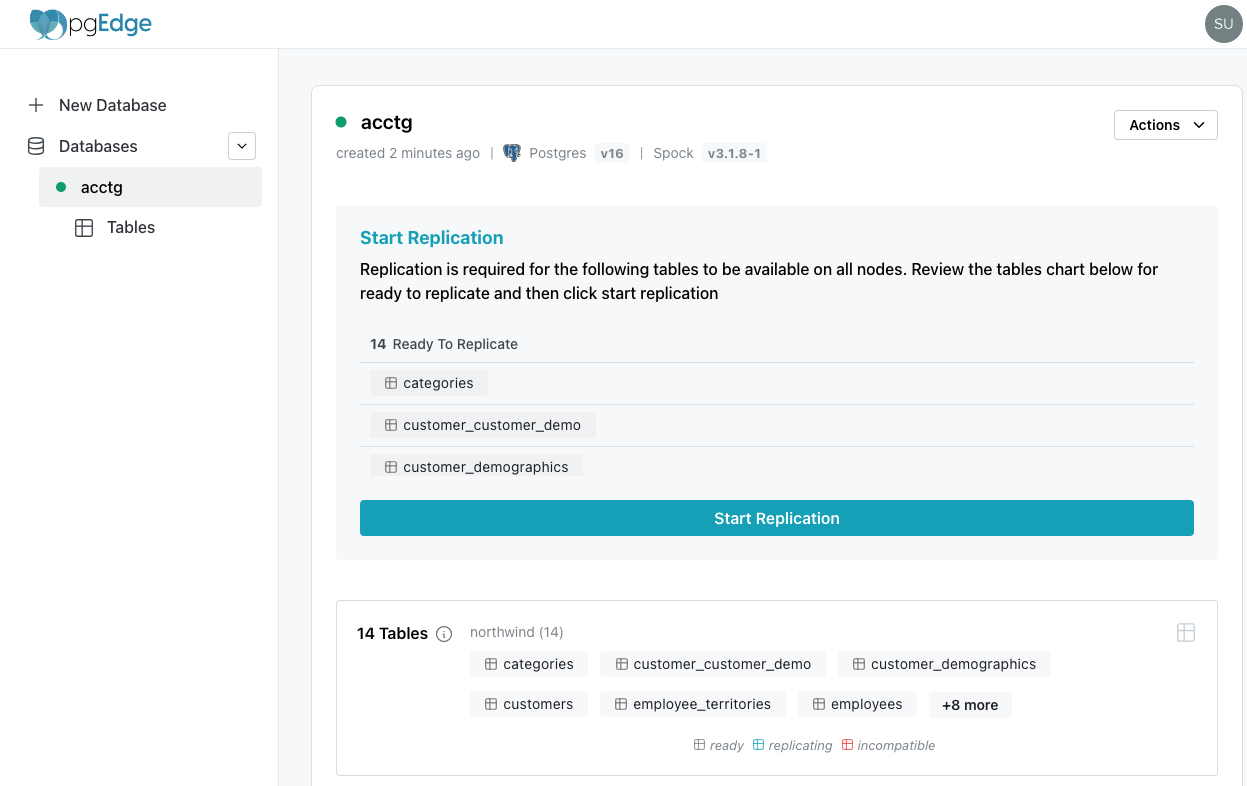 pgEdge
SU
New Database
Databases
acctg
Tables
acctg
Actions
created 2 minutes ago | Postgres v16 | Spock v3.1.8-1
Start Replication
Replication is required for the following tables to be available on all nodes. Review the tables chart below for
ready to replicate and then click start replication
14 Ready To Replicate
categories
customer_customer_demo
customer_demographics
Start Replication
14 Tables
northwind (14)
categories customer_customer_demo customer_demographics
customers employee_territories employees +8 more
ready replicating incompatible